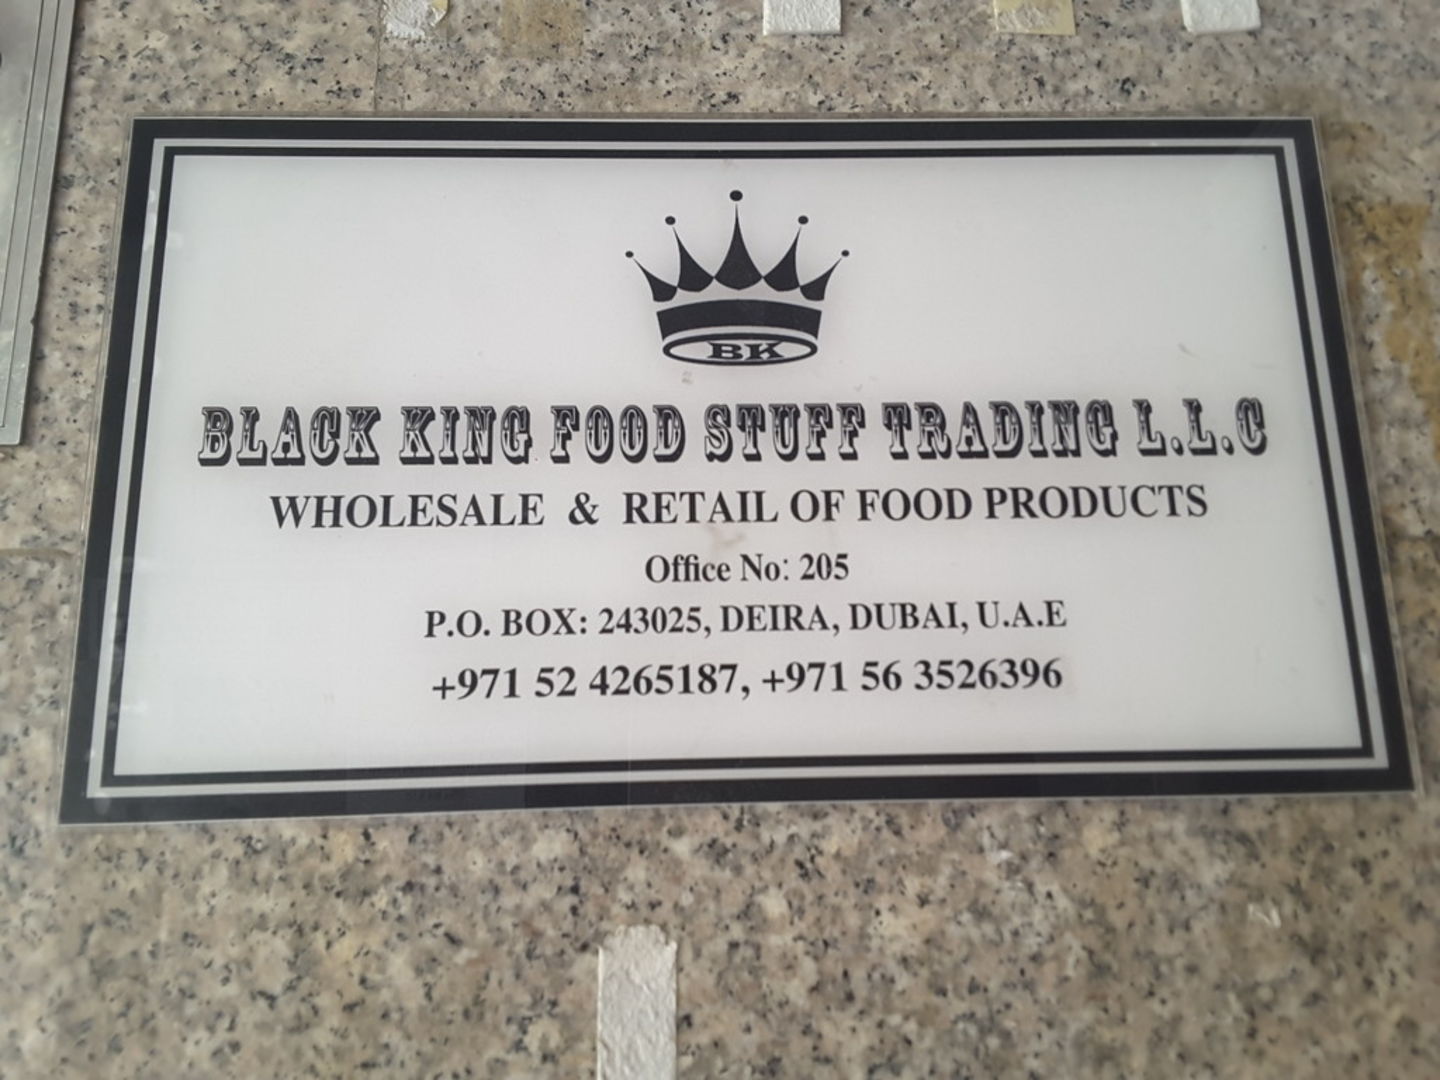 BK
BLACK KING FOOD STUFF TRADING L.L.C
WHOLESALE & RETAIL OF FOOD PRODUCTS
Office No: 205
P.O. BOX: 243025, DEIRA, DUBAI, U.A.E
+971 52 4265187, +971 56 3526396